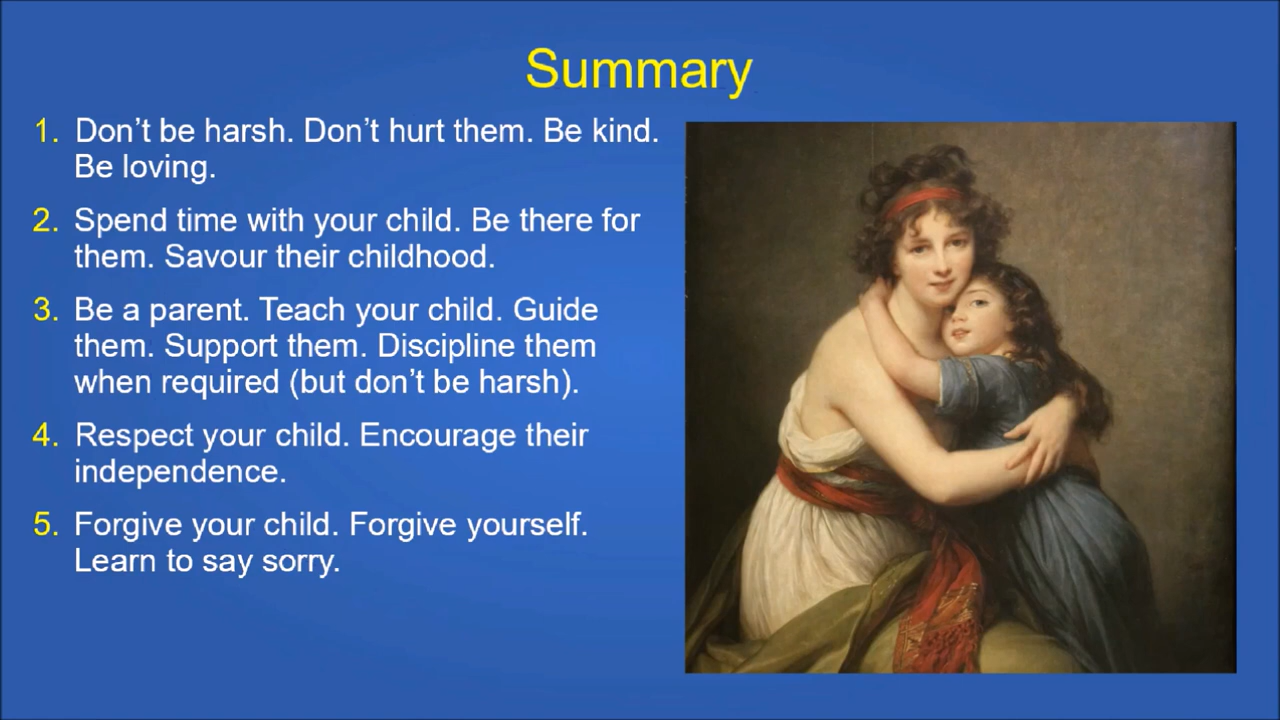 Summary
1. Don’t be harsh. Don’t hurt them. Be kind.
Be loving.
2. Spend time with your child. Be there for
them. Savour their childhood.
3. Be a parent. Teach your child. Guide
them. Support them. Discipline them
when required (but don’t be harsh).
4. Respect your child. Encourage their
independence.
5. Forgive your child. Forgive yourself.
Learn to say sorry.